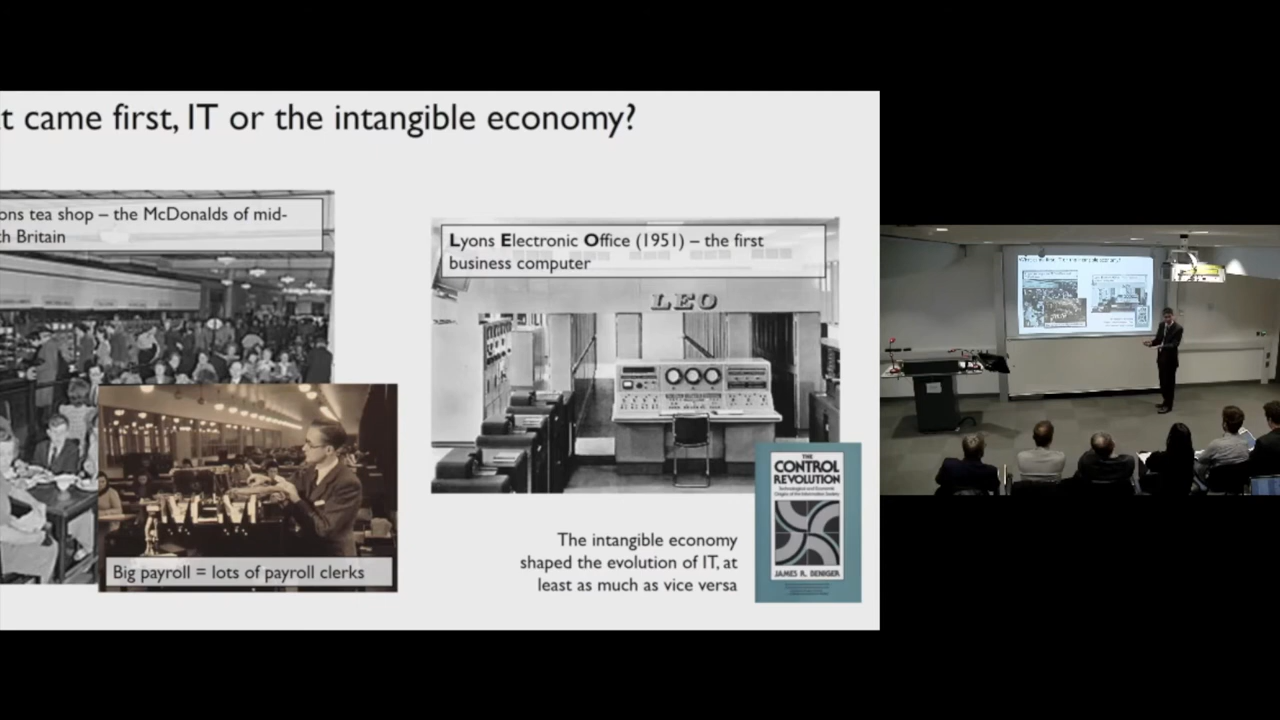 t came first, IT or the intangible economy?
ons tea shop – the McDonalds of mid-
h Britain
Lyons Electronic Office (1951) – the first
business computer
LEO
Big payroll = lots of payroll clerks
The intangible economy
shaped the evolution of IT, at
least as much as vice versa
THE
CONTROL
REVOLUTION
Technological and Economic
Origins of the Information Society
JAMES R. BENIGER